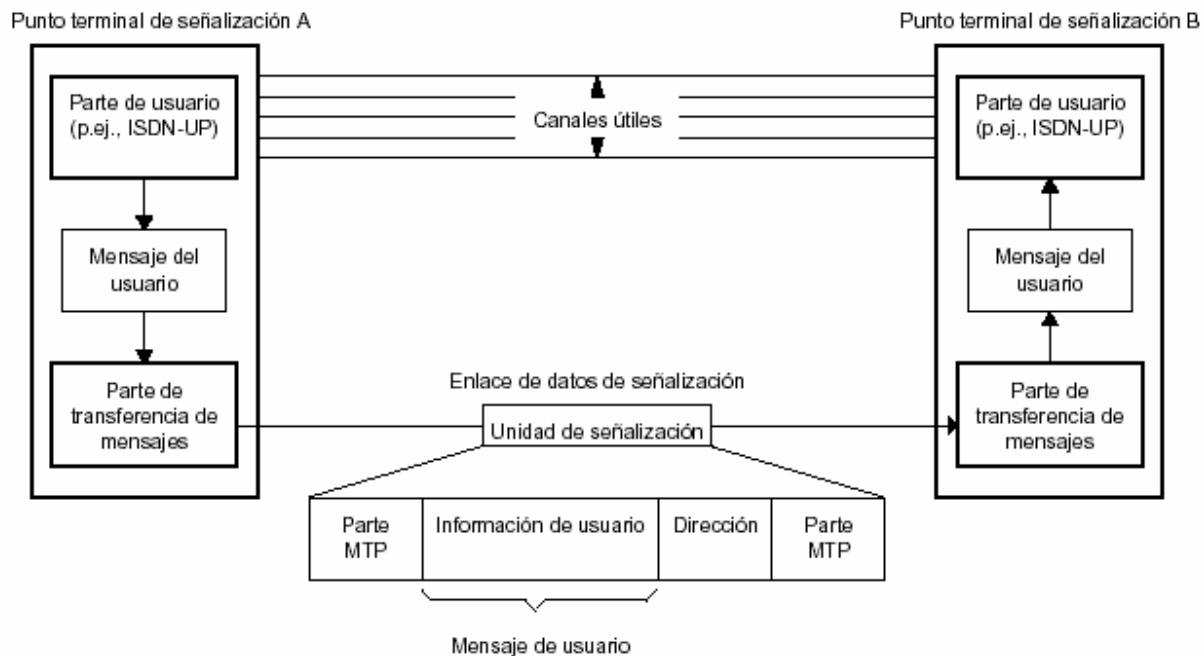 Punto terminal de señalización A
Punto terminal de señalización B
Parte de usuario
(p.ej., ISDN-UP)
Canales útiles
Parte de usuario
(p.ej., ISDN-UP)
Mensaje del
usuario
Mensaje del
usuario
Parte de
transferencia de
mensajes
Enlace de datos de señalización
Unidad de señalización
Parte de
transferencia de
mensajes
Parte
MTP
Información de usuario
Dirección
Parte
MTP
Mensaje de usuario